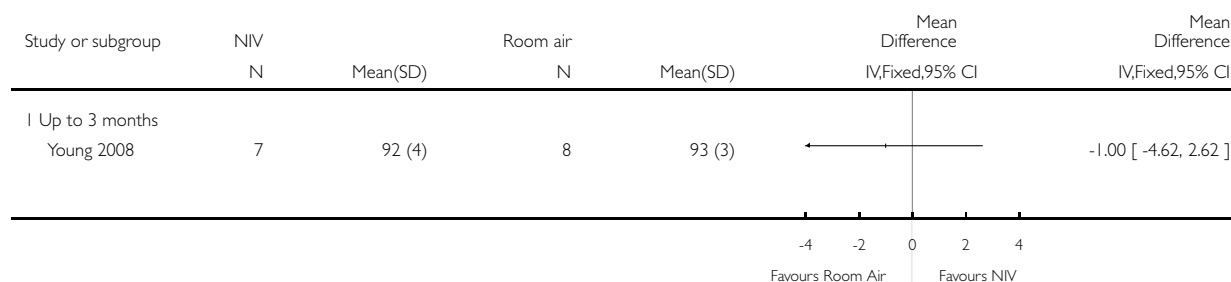 Study or subgroup NIV Room air Mean Difference Mean Difference
N Mean(SD) N Mean(SD) IV,Fixed,95% CI IV,Fixed,95% CI
1 Up to 3 months
Young 2008 7 92 (4) 8 93 (3) -1.00 [ -4.62, 2.62 ]
-4 -2 0 2 4
Favours Room Air Favours NIV